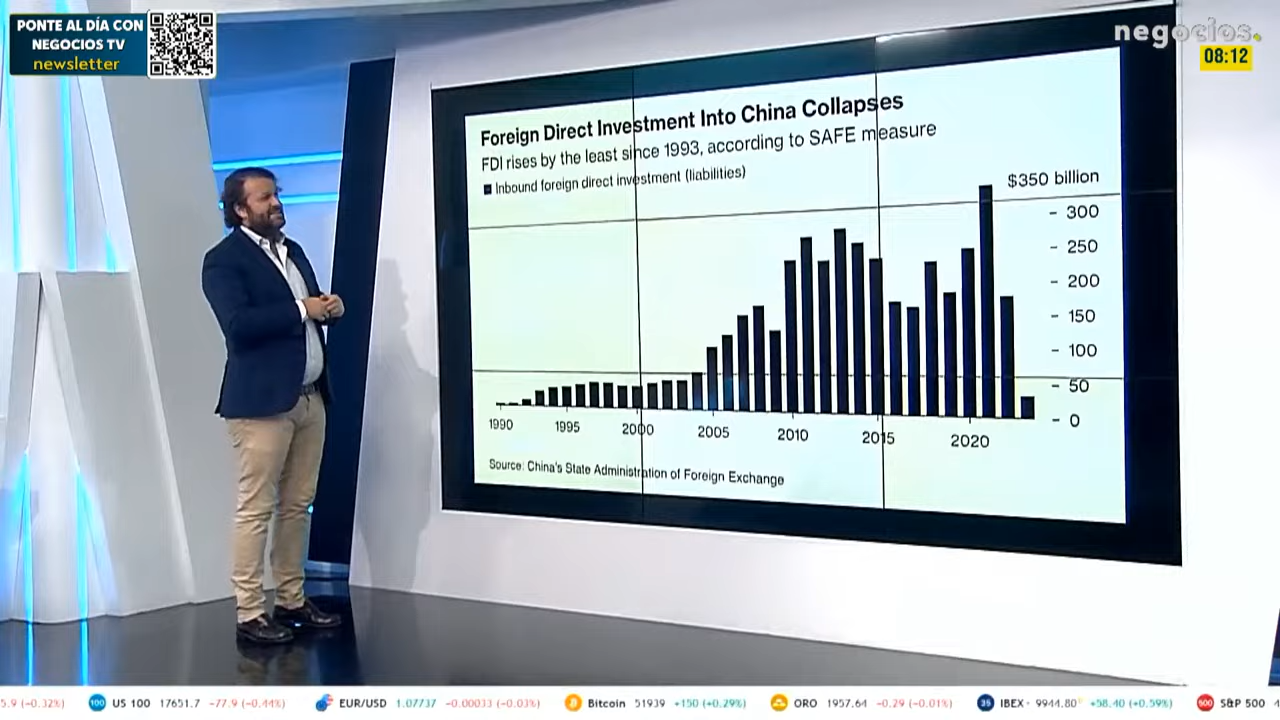 PONTE AL DÍA CON
NEGOCIOS TV
newsletter
negocios.
08:12
Foreign Direct Investment Into China Collapses
FDI rises by the least since 1993, according to SAFE measure
Inbound foreign direct investment (liabilities)
$350 billion
300
250
200
150
100
50
0
1990 1995 2000 2005 2010 2015 2020
Source: China's State Administration of Foreign Exchange
5.9 (-0.32%) 100 US 100 17651.7 -77.9 (-0.44%) EUR/USD 1.07737 -0.00033 (-0.03%) Bitcoin 51939 +150 (+0.29%) ORO 1957.64 -0.29 (-0.01%) 35 IBEX 9944.80 +58.40 (+0.59%) 500 S&P 500